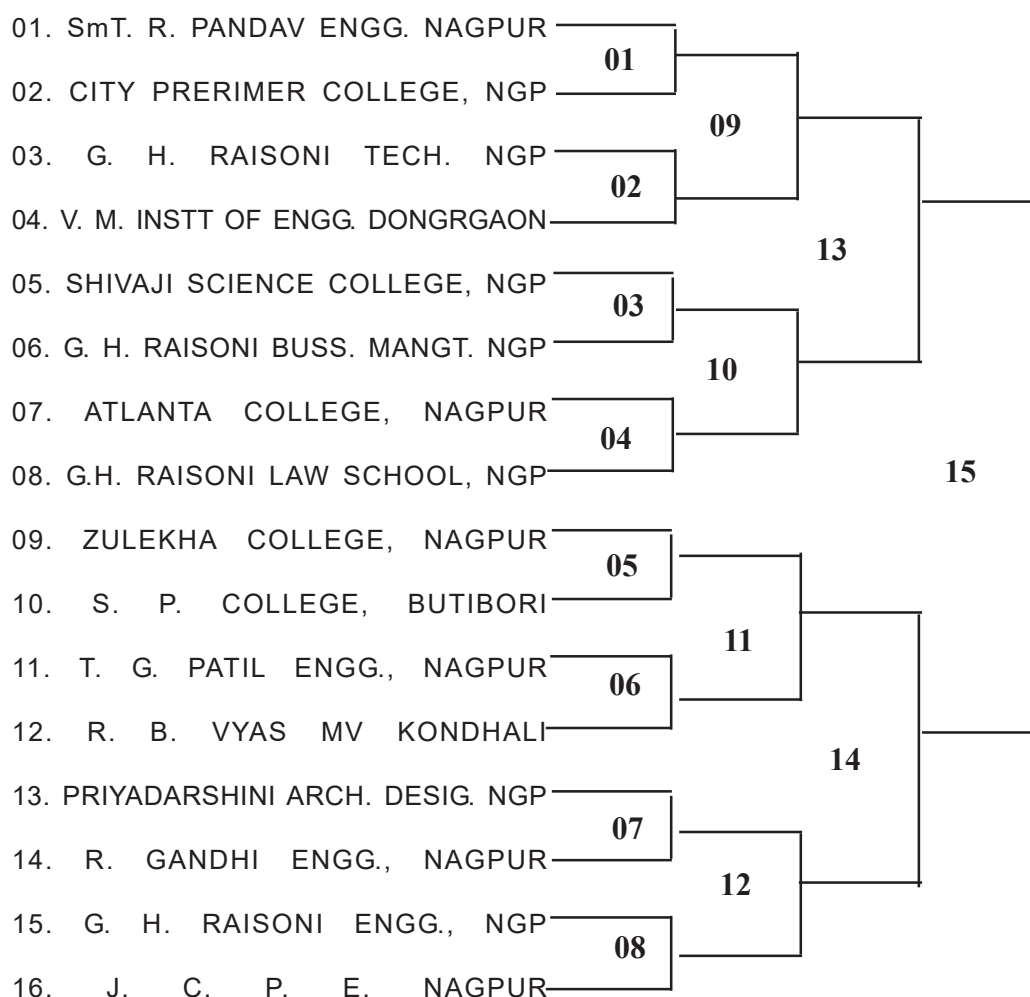 01. SmT. R. PANDAV ENGG. NAGPUR
01
02. CITY PRERIMER COLLEGE, NGP
09
03. G. H. RAISONI TECH. NGP
02
04. V. M. INSTT OF ENGG. DONGRGAON
13
05. SHIVAJI SCIENCE COLLEGE, NGP
03
06. G. H. RAISONI BUSS. MANGT. NGP
10
07. ATLANTA COLLEGE, NAGPUR
04
08. G.H. RAISONI LAW SCHOOL, NGP
15
09. ZULEKHA COLLEGE, NAGPUR
05
10. S. P. COLLEGE, BUTIBORI
11
11. T. G. PATIL ENGG., NAGPUR
06
12. R. B. VYAS MV KONDHALI
14
13. PRIYADARSHINI ARCH. DESIG. NGP
07
14. R. GANDHI ENGG., NAGPUR
12
15. G. H. RAISONI ENGG., NGP
08
16. J. C. P. E. NAGPUR